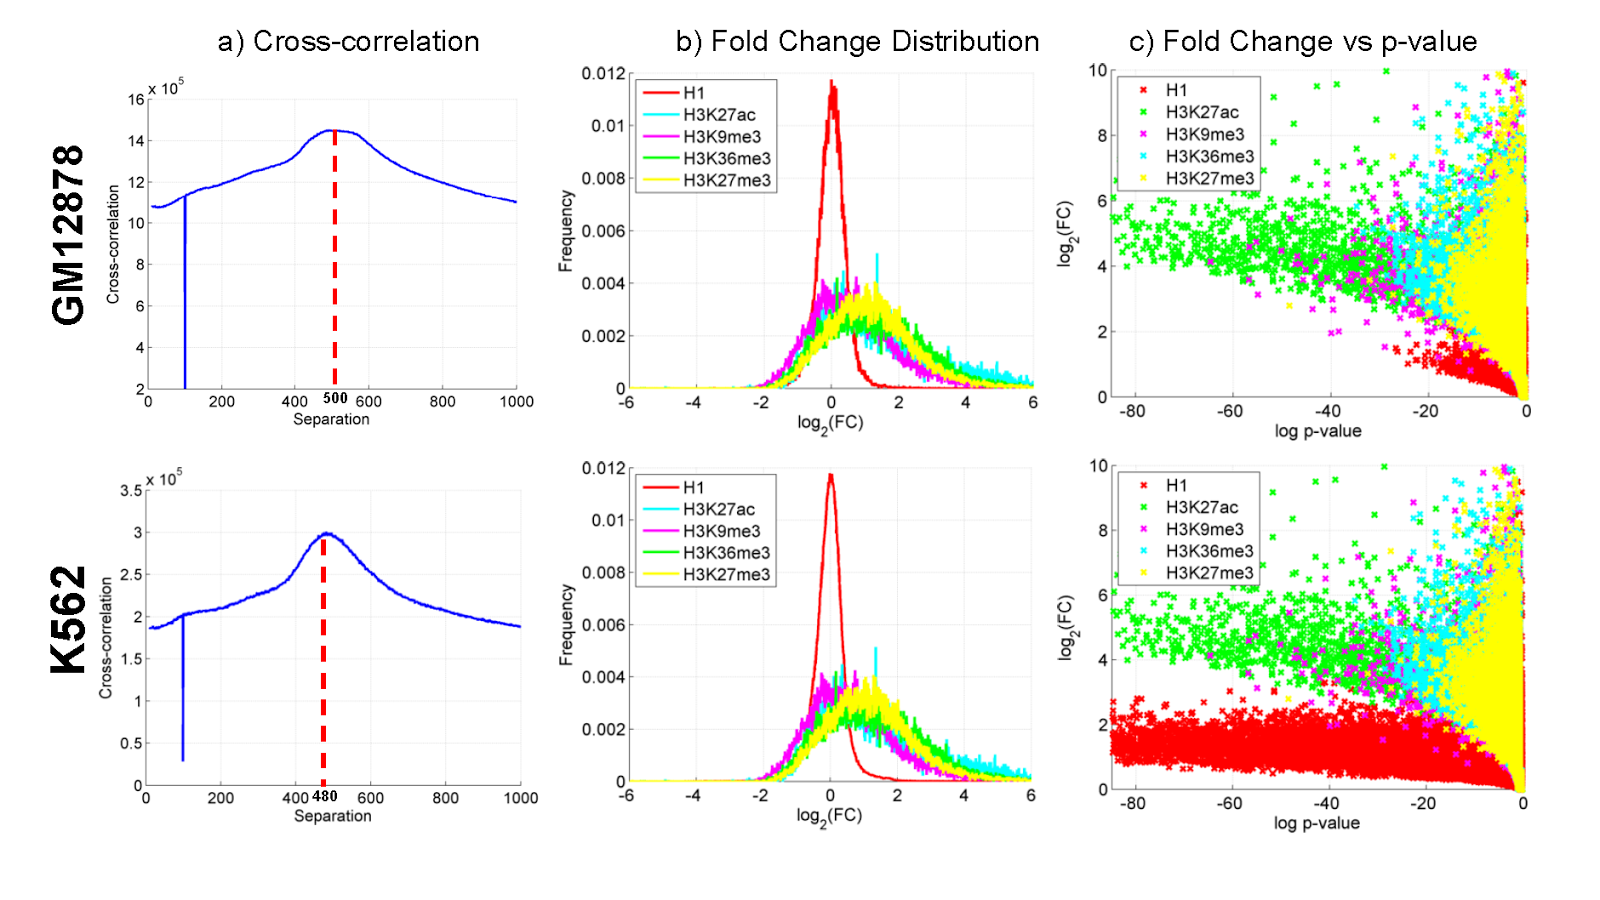 a) Cross-correlation
b) Fold Change Distribution
c) Fold Change vs p-value
GM12878
x 10^5
16
14
12
10
8
6
4
2
0 200 400 500 600 800 1000
Cross-correlation
Separation
0.012
0.01
0.008
0.006
0.004
0.002
0
-6 -4 -2 0 2 4 6
Frequency
log2(FC)
H1
H3K27ac
H3K9me3
H3K36me3
H3K27me3
10
8
6
4
2
0
-80 -60 -40 -20 0
log2(FC)
log p-value
H1
H3K27ac
H3K9me3
H3K36me3
H3K27me3
K562
x 10^5
3.5
3
2.5
2
1.5
1
0.5
0
0 200 400 480 600 800 1000
Cross-correlation
Separation
0.012
0.01
0.008
0.006
0.004
0.002
0
-6 -4 -2 0 2 4 6
Frequency
log2(FC)
H1
H3K27ac
H3K9me3
H3K36me3
H3K27me3
10
8
6
4
2
0
-80 -60 -40 -20 0
log2(FC)
log p-value
H1
H3K27ac
H3K9me3
H3K36me3
H3K27me3